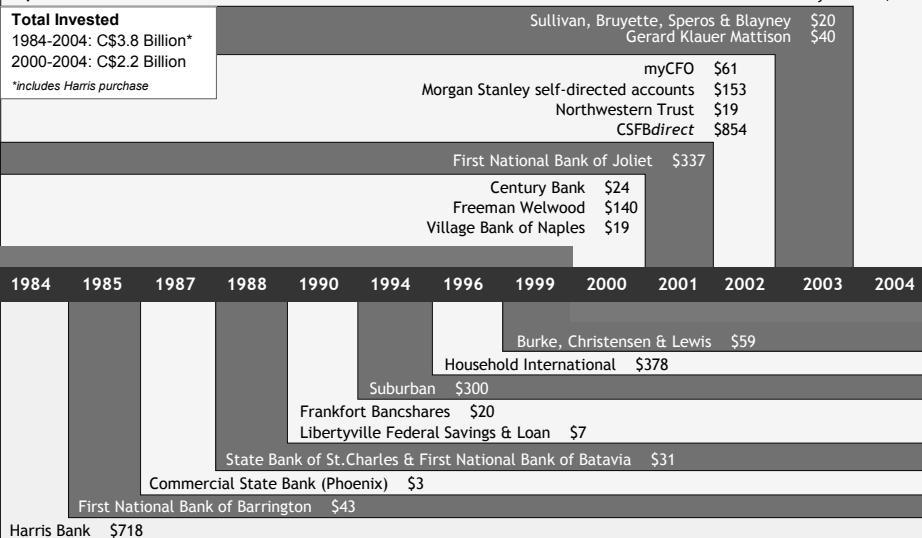 Total Invested
1984-2004: C$3.8 Billion*
2000-2004: C$2.2 Billion
*includes Harris purchase
Sullivan, Bruyette, Speros & Blayney $20
Gerard Klauer Mattison $40
myCFO $61
Morgan Stanley self-directed accounts $153
Northwestern Trust $19
CSFBdirect $854
First National Bank of Joliet $337
Century Bank $24
Freeman Welwood $140
Village Bank of Naples $19
1984 1985 1987 1988 1990 1994 1996 1999 2000 2001 2002 2003 2004
Burke, Christensen & Lewis $59
Household International $378
Suburban $300
Frankfort Bancshares $20
Libertyville Federal Savings & Loan $7
State Bank of St.Charles & First National Bank of Batavia $31
Commercial State Bank (Phoenix) $3
First National Bank of Barrington $43
Harris Bank $718